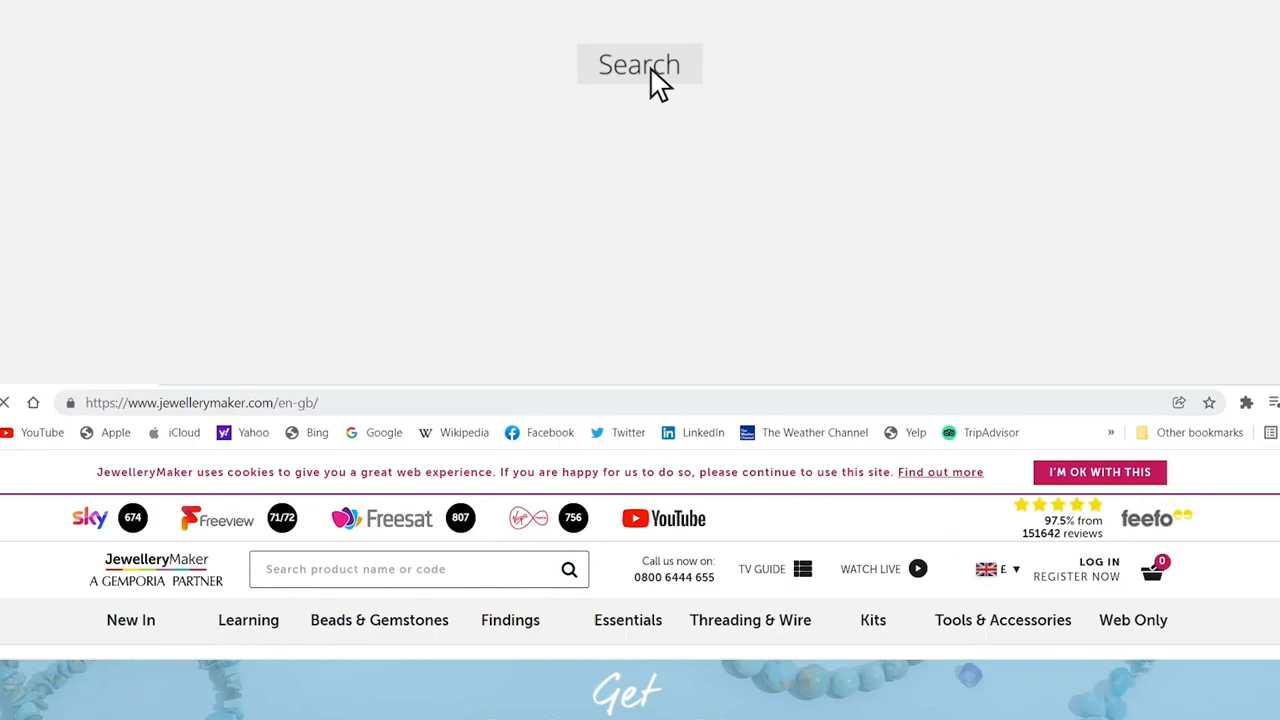 Search
https://www.jewellerymaker.com/en-gb/
YouTube Apple iCloud Yahoo Bing Google Wikipedia Facebook Twitter LinkedIn The Weather Channel Yelp TripAdvisor » Other bookmarks
JewelleryMaker uses cookies to give you a great web experience. If you are happy for us to do so, please continue to use this site. Find out more I'M OK WITH THIS
sky 674 Freeview 71/72 Freesat 807 Virgin media 756 YouTube
97.5% from
151642 reviews
feefo
JewelleryMaker
A GEMPORIA PARTNER
Search product name or code
Call us now on:
0800 6444 655
TV GUIDE WATCH LIVE £ ▼
LOG IN
REGISTER NOW
0
New In Learning Beads & Gemstones Findings Essentials Threading & Wire Kits Tools & Accessories Web Only
Get